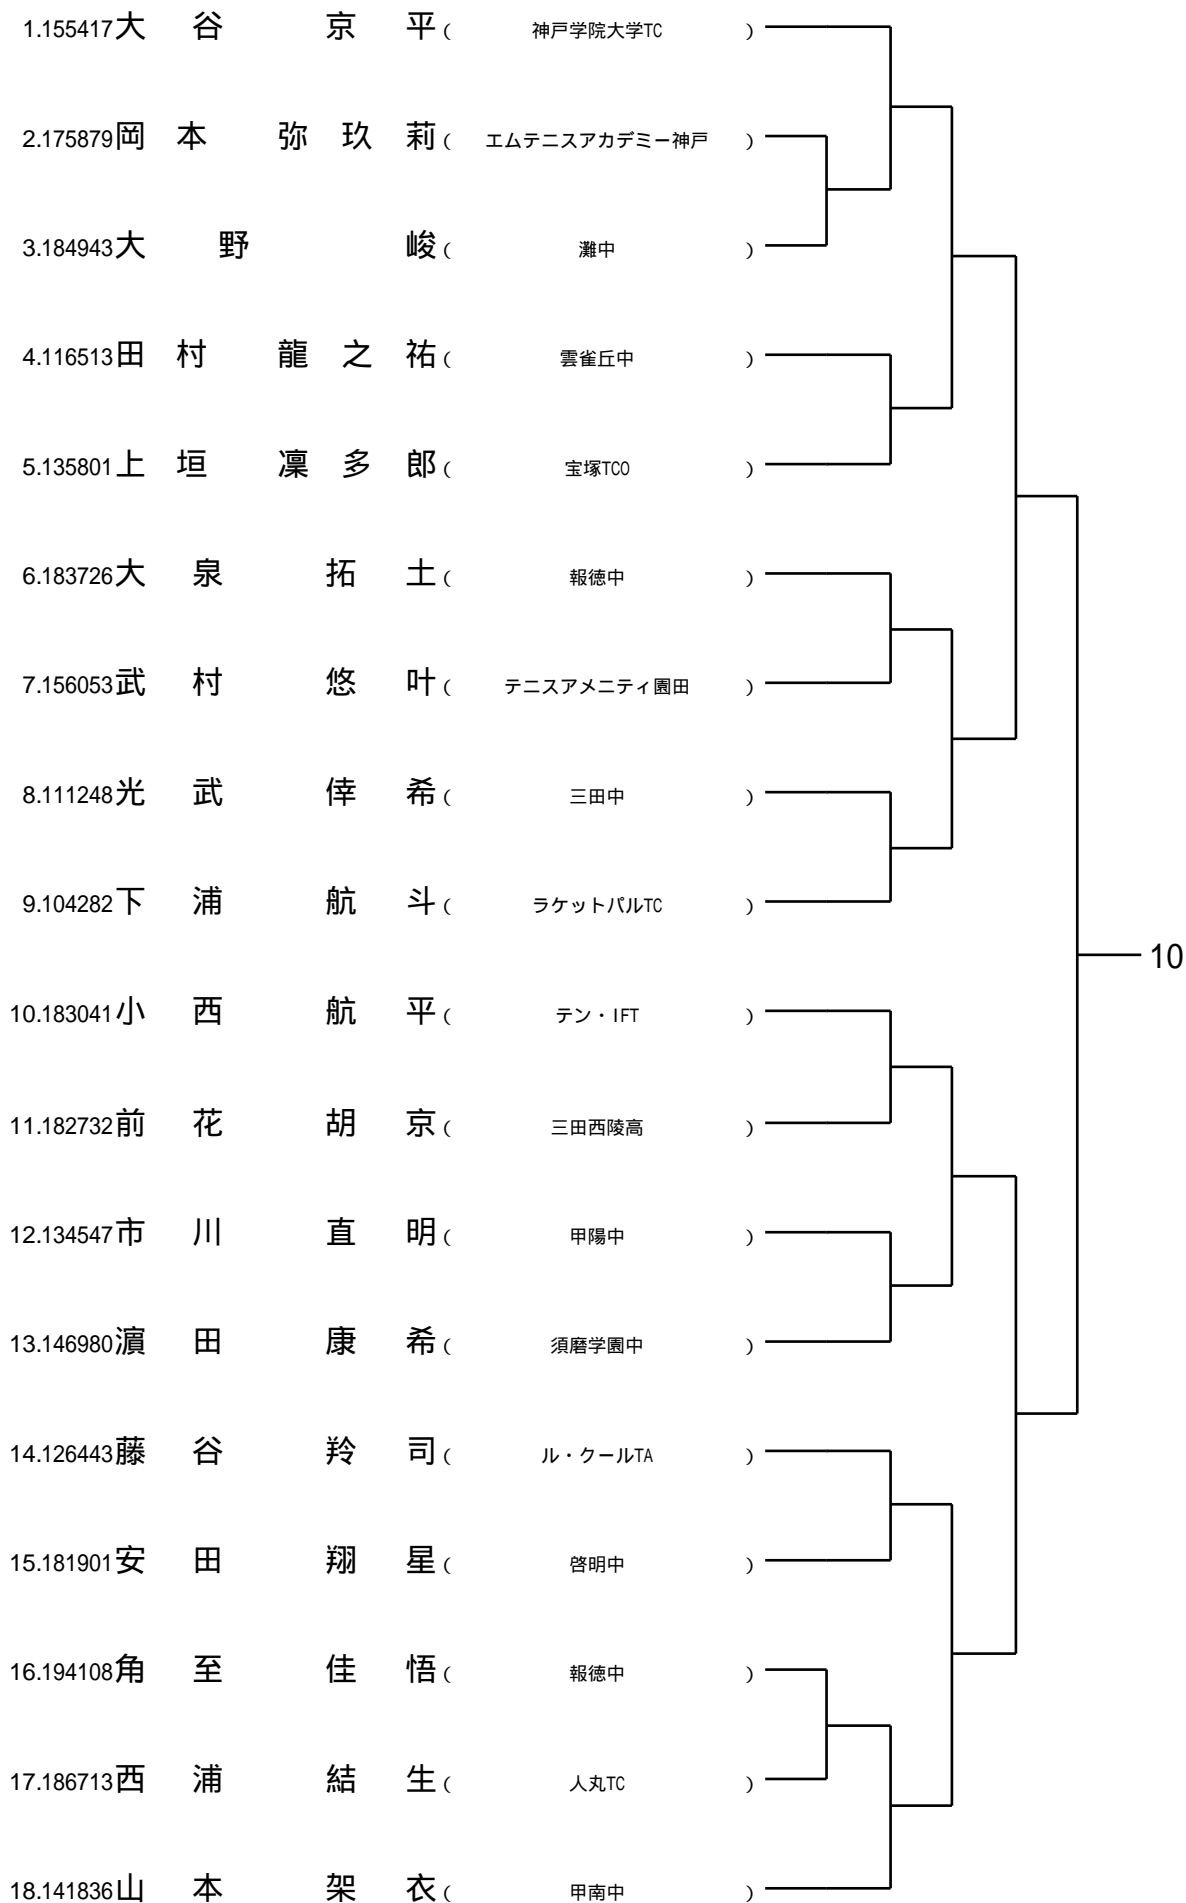 1.155417大谷 京平(神戸学院大学TC)
2.175879岡本 弥玖莉(エムテニスアカデミー神戸)
3.184943大野 峻(灘中)
4.116513田村 龍之祐(雲雀丘中)
5.135801上垣 凜多郎(宝塚TCO)
6.183726大泉 拓土(報徳中)
7.156053武村 悠叶(テニスアメニティ園田)
8.111248光武 倖希(三田中)
9.104282下浦 航斗(ラケットパルTC)
10
10.183041小西 航平(テン・IFT)
11.182732前花 胡京(三田西陵高)
12.134547市川 直明(甲陽中)
13.146980濵田 康希(須磨学園中)
14.126443藤谷 羚司(ル・クールTA)
15.181901安田 翔星(啓明中)
16.194108角至 佳悟(報徳中)
17.186713西浦 結生(人丸TC)
18.141836山本 架衣(甲南中)